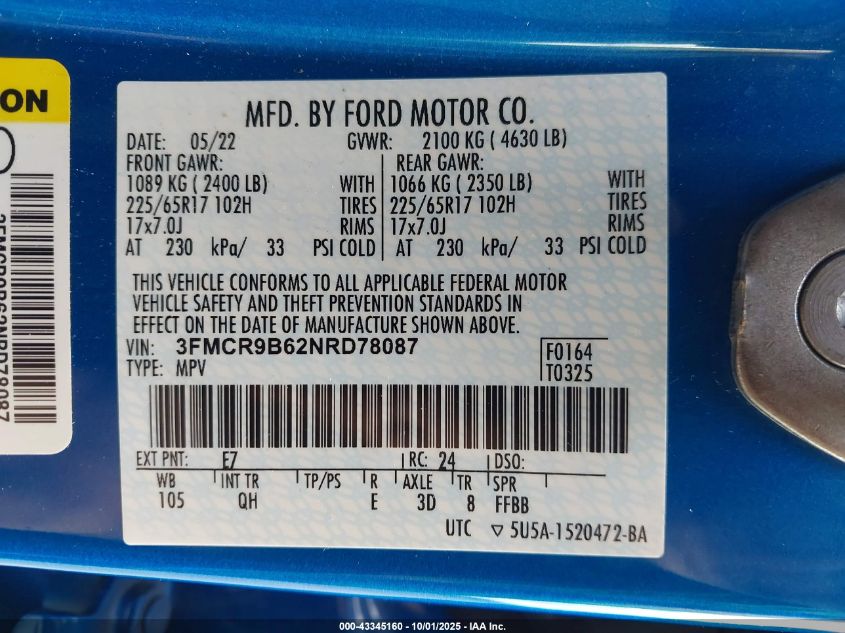 ON
3FMCR9B62NRD78087
MFD. BY FORD MOTOR CO.
DATE: 05/22 GVWR: 2100 KG ( 4630 LB)
FRONT GAWR: REAR GAWR:
1089 KG ( 2400 LB) WITH 1066 KG ( 2350 LB) WITH
225/65R17 102H TIRES 225/65R17 102H TIRES
17x7.0J RIMS 17x7.0J RIMS
AT 230 kPa/ 33 PSI COLD AT 230 kPa/ 33 PSI COLD
THIS VEHICLE CONFORMS TO ALL APPLICABLE FEDERAL MOTOR
VEHICLE SAFETY AND THEFT PREVENTION STANDARDS IN
EFFECT ON THE DATE OF MANUFACTURE SHOWN ABOVE.
VIN: 3FMCR9B62NRD78087 F0164
TYPE: MPV T0325
EXT PNT: E7 RC: 24 DSO:
WB INT TR TP/PS R AXLE TR SPR
105 QH E 3D 8 FFBB
UTC ▽ 5U5A-1520472-BA
000-43345160 - 10/01/2025 - IAA Inc.